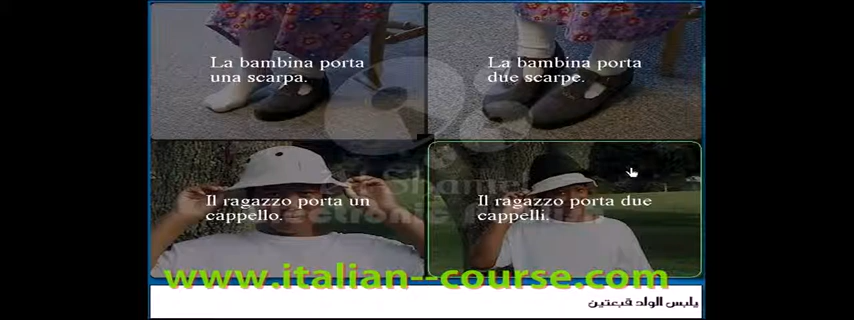 La bambina porta
una scarpa.
La bambina porta
due scarpe.
Il ragazzo porta un
cappello.
Il ragazzo porta due
cappelli.
www.italian--course.com
يلبس الولد قبعتين